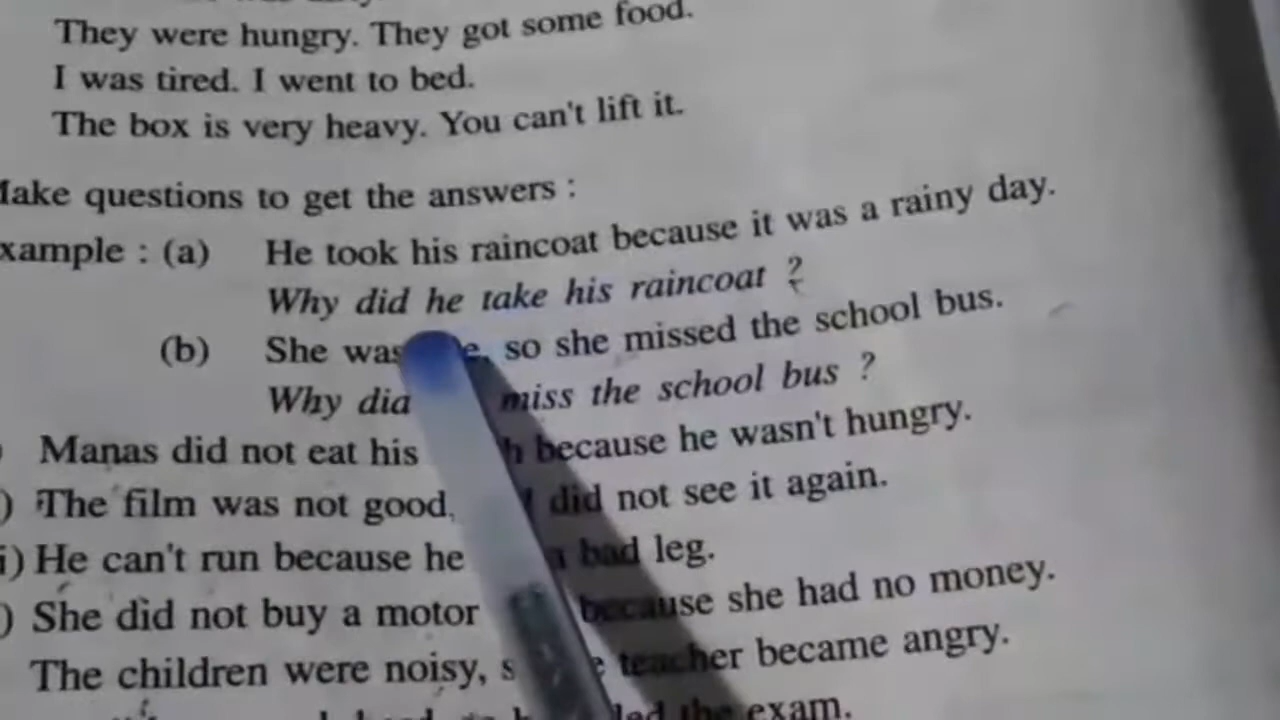 They were hungry. They got some food.
I was tired. I went to bed.
The box is very heavy. You can't lift it.
Make questions to get the answers :
Example : (a) He took his raincoat because it was a rainy day.
Why did he take his raincoat ?
(b) She was so she missed the school bus.
Why did miss the school bus ?
Manas did not eat his because he wasn't hungry.
The film was not good, I did not see it again.
i) He can't run because he a bad leg.
) She did not buy a motor because she had no money.
The children were noisy, teacher became angry.
the exam.